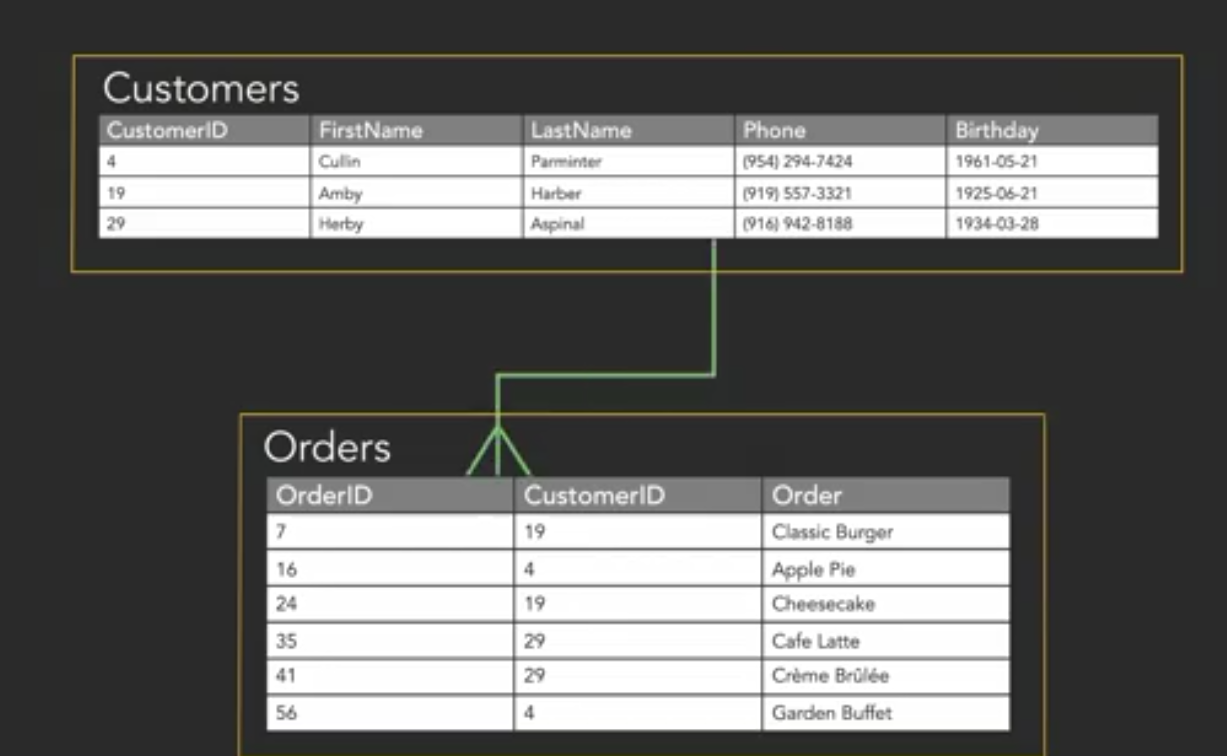 Customers
CustomerID FirstName LastName Phone Birthday
4 Cullin Parminter (954) 294-7424 1961-05-21
19 Amby Harber (919) 557-3321 1925-06-21
29 Herby Aspinal (916) 942-8188 1934-03-28
Orders
OrderID CustomerID Order
7 19 Classic Burger
16 4 Apple Pie
24 19 Cheesecake
35 29 Cafe Latte
41 29 Crème Brûlée
56 4 Garden Buffet